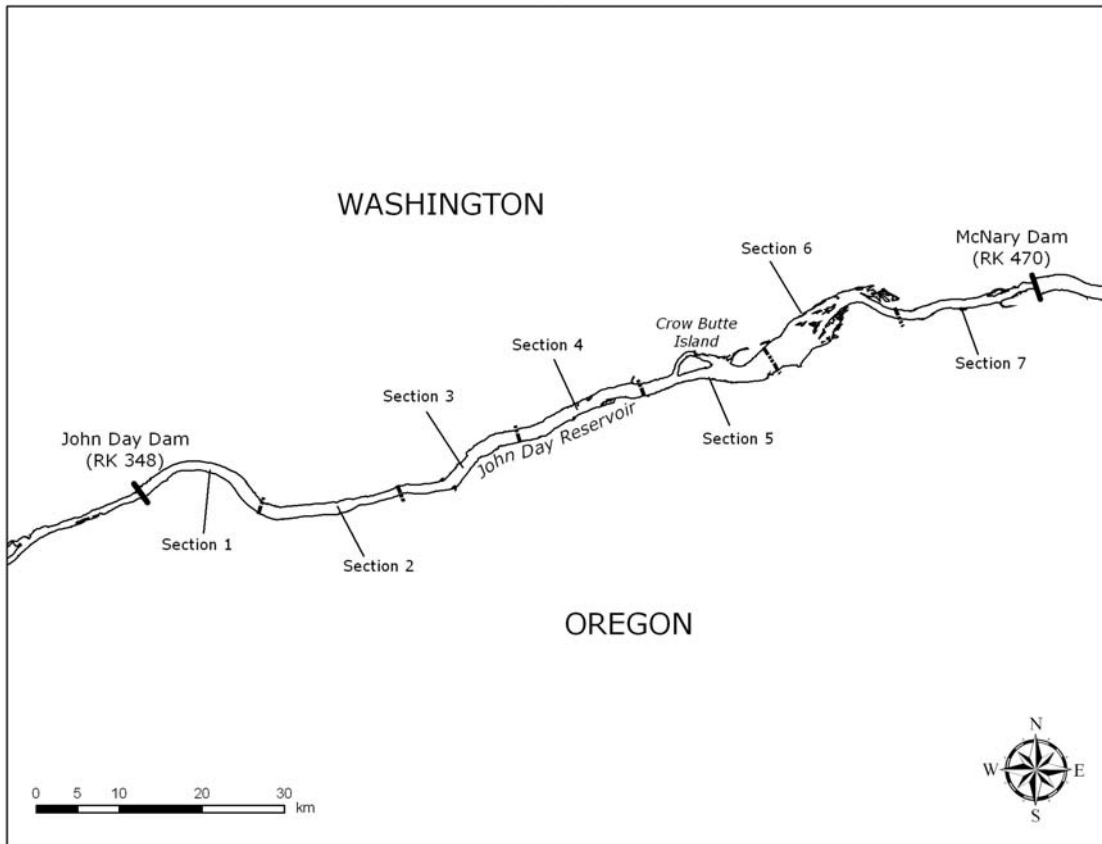 WASHINGTON
Section 6
McNary Dam
(RK 470)
Crow Butte
Island
Section 4
Section 7
Section 3
John Day Reservoir
Section 5
John Day Dam
(RK 348)
Section 1
Section 2
OREGON
N
W E
S
0 5 10 20 30
km